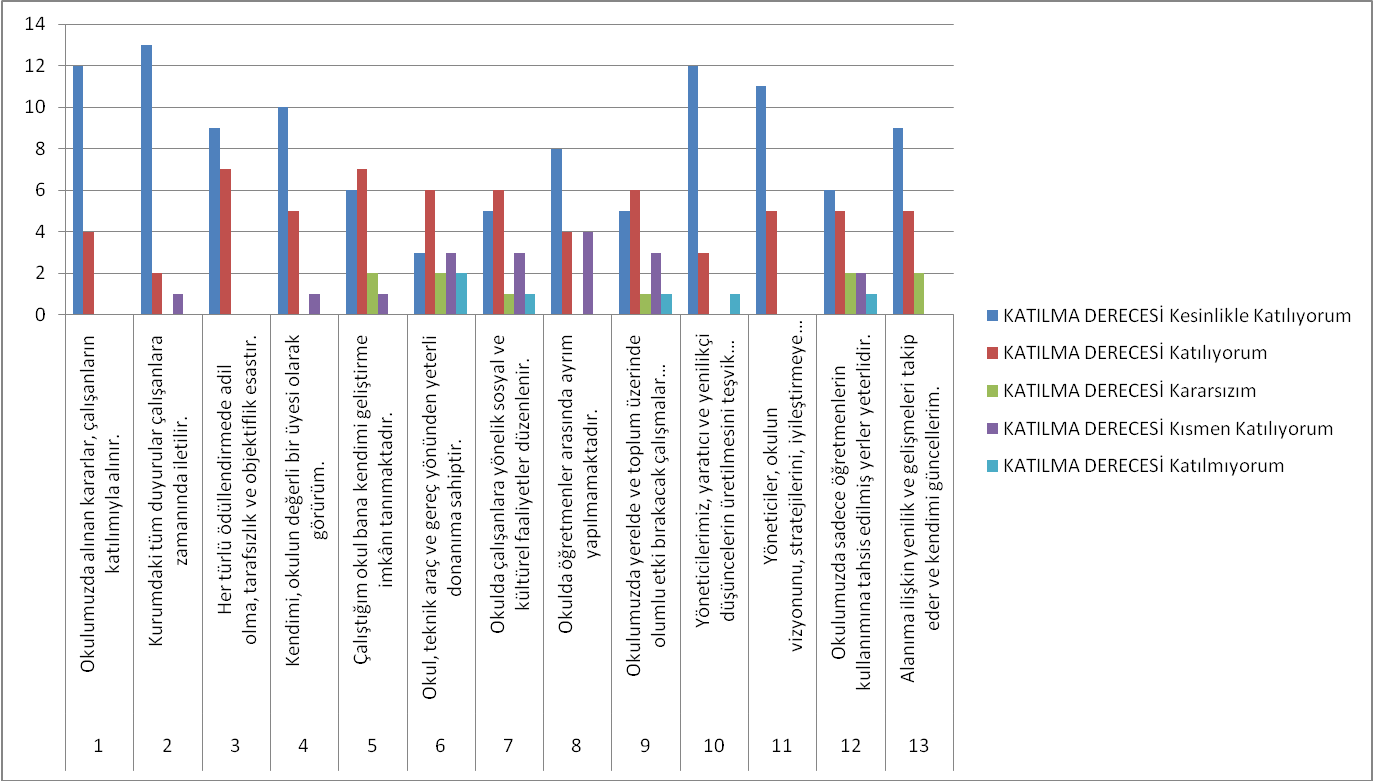 14
12
10
8
6
4
2
0
Okulumuzda alınan kararlar, çalışanların
katılımıyla alınır.
Kurumdaki tüm duyurular çalışanlara
zamanında iletilir.
Her türlü ödüllendirmede adil
olma, tarafsızlık ve objektiflik esastır.
Kendimi, okulun değerli bir üyesi olarak
görürüm.
Çalıştığım okul bana kendimi geliştirme
imkânı tanımaktadır.
Okul, teknik araç ve gereç yönünden yeterli
donanıma sahiptir.
Okulda çalışanlara yönelik sosyal ve
kültürel faaliyetler düzenlenir.
Okulda öğretmenler arasında ayrım
yapılmamaktadır.
Okulumuzda yerelde ve toplum üzerinde
olumlu etki bırakacak çalışmalar…
Yöneticilerimiz, yaratıcı ve yenilikçi
düşüncelerin üretilmesini teşvik…
Yöneticiler, okulun
vizyonunu, stratejilerini, iyileştirmeye…
Okulumuzda sadece öğretmenlerin
kullanımına tahsis edilmiş yerler yeterlidir.
Alanıma ilişkin yenilik ve gelişmeleri takip
eder ve kendimi güncellerim.
1 2 3 4 5 6 7 8 9 10 11 12 13
KATILMA DERECESİ Kesinlikle Katılıyorum
KATILMA DERECESİ Katılıyorum
KATILMA DERECESİ Kararsızım
KATILMA DERECESİ Kısmen Katılıyorum
KATILMA DERECESİ Katılmıyorum